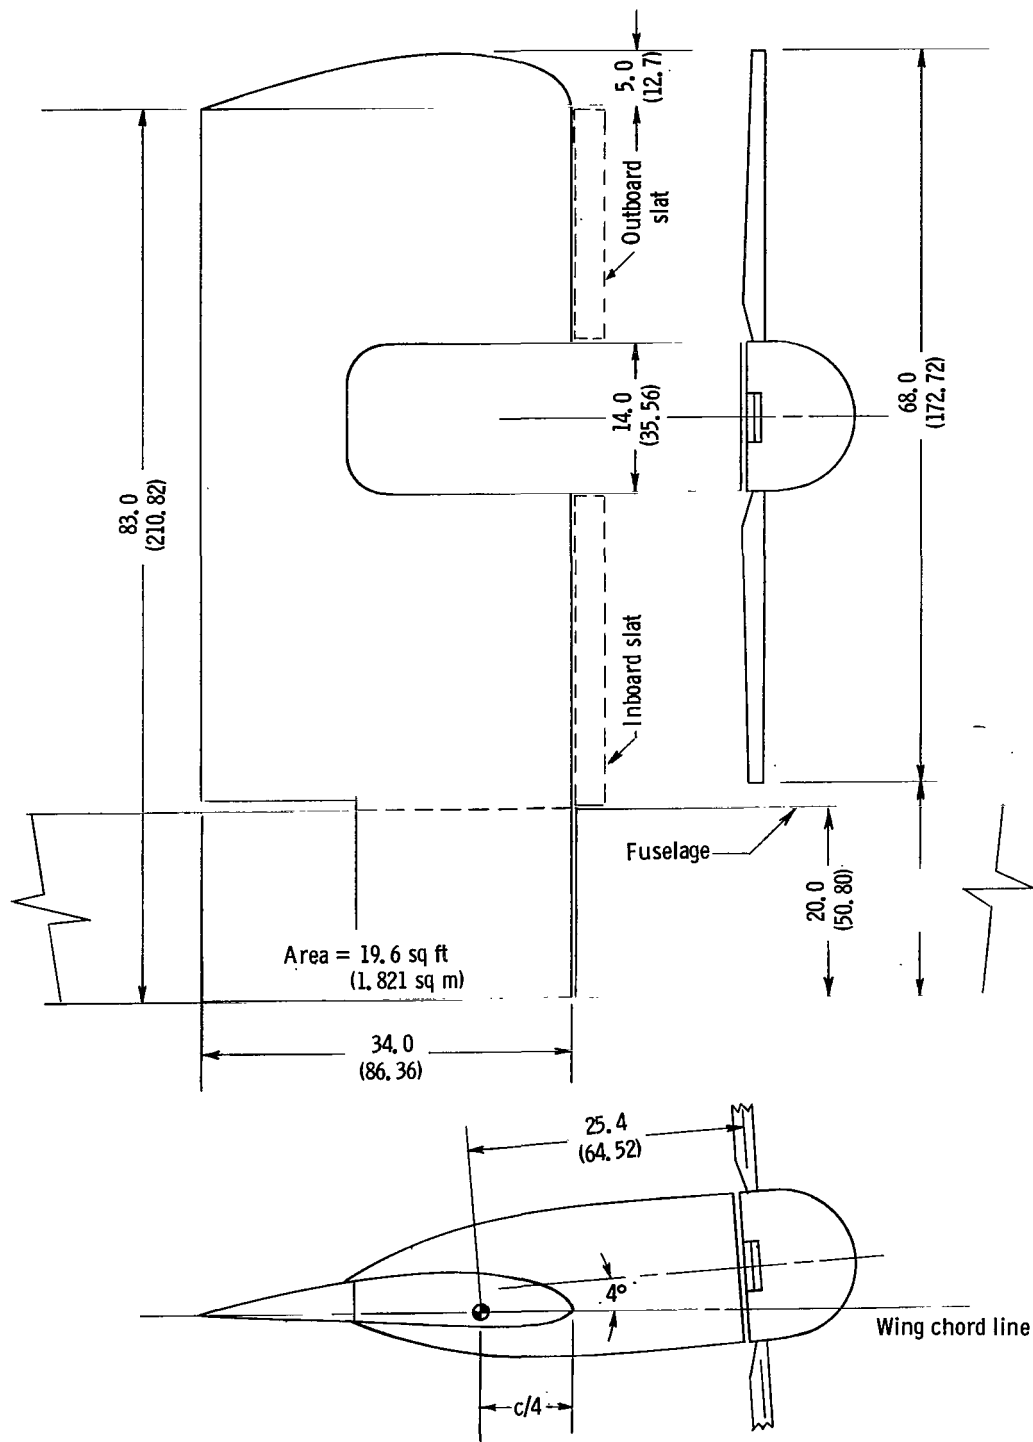 5.0
(12.7)
Outboard
slat
14.0
(35.56)
68.0
(172.72)
83.0
(210.82)
Inboard slat
Fuselage
20.0
(50.80)
Area = 19.6 sq ft
(1.821 sq m)
34.0
(86.36)
25.4
(64.52)
4°
Wing chord line
c/4